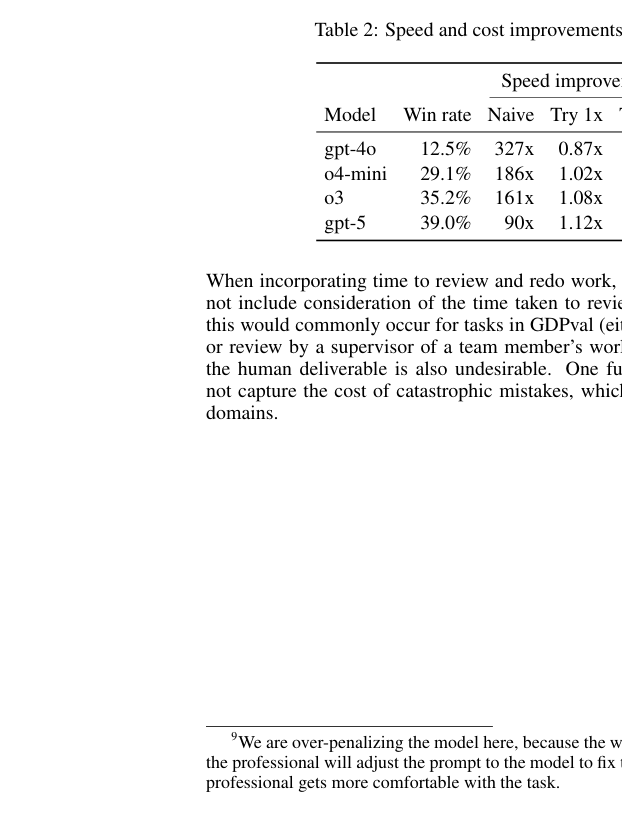 Table 2: Speed and cost improvements
Speed improve
Model Win rate Naive Try 1x
gpt-4o 12.5% 327x 0.87x
o4-mini 29.1% 186x 1.02x
o3 35.2% 161x 1.08x
gpt-5 39.0% 90x 1.12x
When incorporating time to review and redo work,
not include consideration of the time taken to revie
this would commonly occur for tasks in GDPval (eit
or review by a supervisor of a team member's wor
the human deliverable is also undesirable. One fu
not capture the cost of catastrophic mistakes, whic
domains.
9We are over-penalizing the model here, because the w
the professional will adjust the prompt to the model to fix t
professional gets more comfortable with the task.